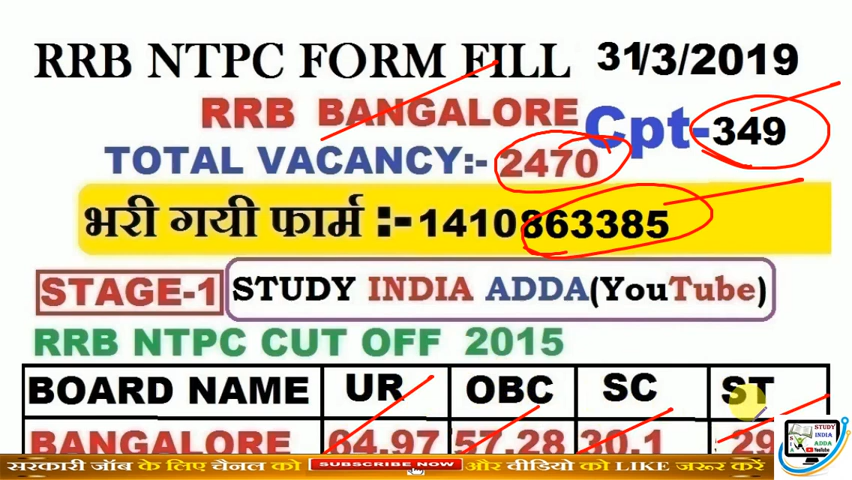 RRB NTPC FORM FILL 31/3/2019
RRB BANGALORE
Cpt-349
TOTAL VACANCY:- 2470
भरी गयी फार्म :-1410863385
STAGE-1 STUDY INDIA ADDA(YouTube)
RRB NTPC CUT OFF 2015
BOARD NAME UR OBC SC ST
BANGALORE 64.97 57.28 30.1 29
सरकारी जॉब के लिए चैनल को SUBSCRIBE NOW और वीडियो को LIKE जरूर करें
STUDY
INDIA
ADDA
YouTube